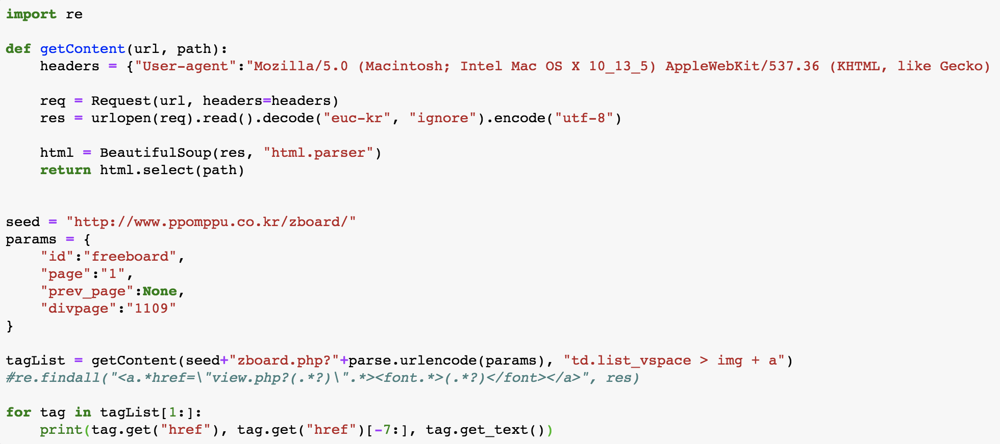 import re
def getContent(url, path):
    headers = {"User-agent":"Mozilla/5.0 (Macintosh; Intel Mac OS X 10_13_5) AppleWebKit/537.36 (KHTML, like Gecko)
    req = Request(url, headers=headers)
    res = urlopen(req).read().decode("euc-kr", "ignore").encode("utf-8")
    html = BeautifulSoup(res, "html.parser")
    return html.select(path)
seed = "http://www.ppomppu.co.kr/zboard/"
params = {
    "id":"freeboard",
    "page":"1",
    "prev_page":None,
    "divpage":"1109"
}
tagList = getContent(seed+"zboard.php?"+parse.urlencode(params), "td.list_vspace > img + a")
#re.findall("<a.*href=\"view.php?(.*?)\".*><font.*>(.*?)</font></a>", res)
for tag in tagList[1:]:
    print(tag.get("href"), tag.get("href")[-7:], tag.get_text())